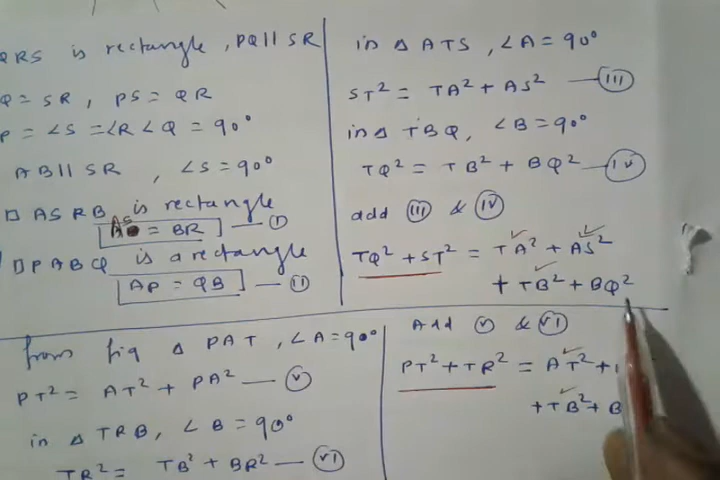 QRS is rectangle, PQ || SR
Q = SR, PS = QR
P = ∠S = ∠R ∠Q = 90°
AB || SR, ∠S = 90°
□ ASRB is rectangle
AS = BR — (I)
□ PABQ is a rectangle
AP = QB — (II)
in △ ATS, ∠A = 90°
ST² = TA² + AS² — (III)
in △ TBQ, ∠B = 90°
TQ² = TB² + BQ² — (IV)
add (III) & (IV)
TQ² + ST² = TA² + AS²
+ TB² + BQ²
from fig △ PAT, ∠A = 90°
PT² = AT² + PA² — (V)
in △ TRB, ∠B = 90°
TR² = TB² + BR² — (VI)
Add (V) & (VI)
PT² + TR² = AT² +
+ TB² + B